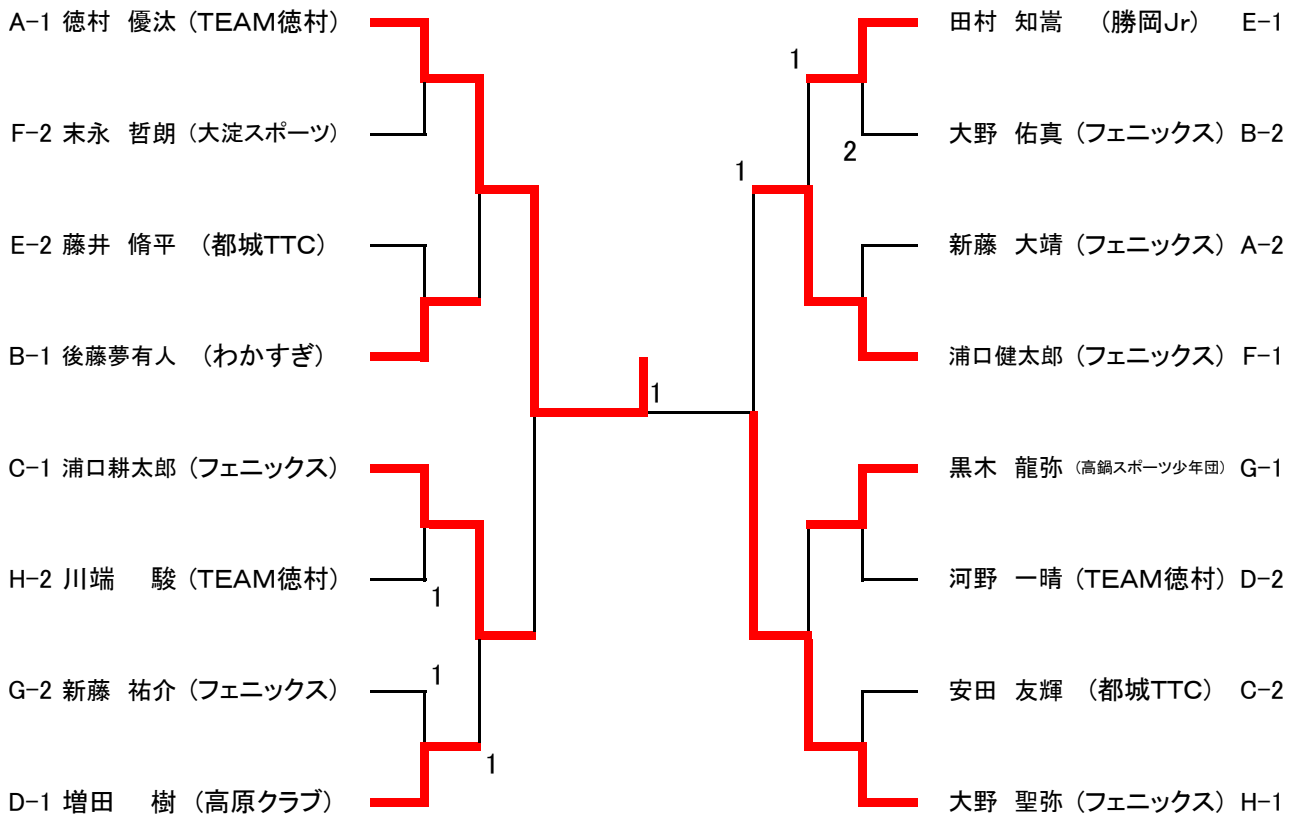 A-1 徳村 優汰 (TEAM徳村)
F-2 末永 哲朗 (大淀スポーツ)
E-2 藤井 脩平 (都城TTC)
B-1 後藤夢有人 (わかすぎ)
C-1 浦口耕太郎 (フェニックス)
H-2 川端 駿 (TEAM徳村)
1
G-2 新藤 祐介 (フェニックス)
1
D-1 増田 樹 (高原クラブ)
1
1
田村 知嵩 (勝岡Jr) E-1
1
大野 佑真 (フェニックス) B-2
2
1
新藤 大靖 (フェニックス) A-2
浦口健太郎 (フェニックス) F-1
黒木 龍弥 (高鍋スポーツ少年団) G-1
河野 一晴 (TEAM徳村) D-2
安田 友輝 (都城TTC) C-2
大野 聖弥 (フェニックス) H-1